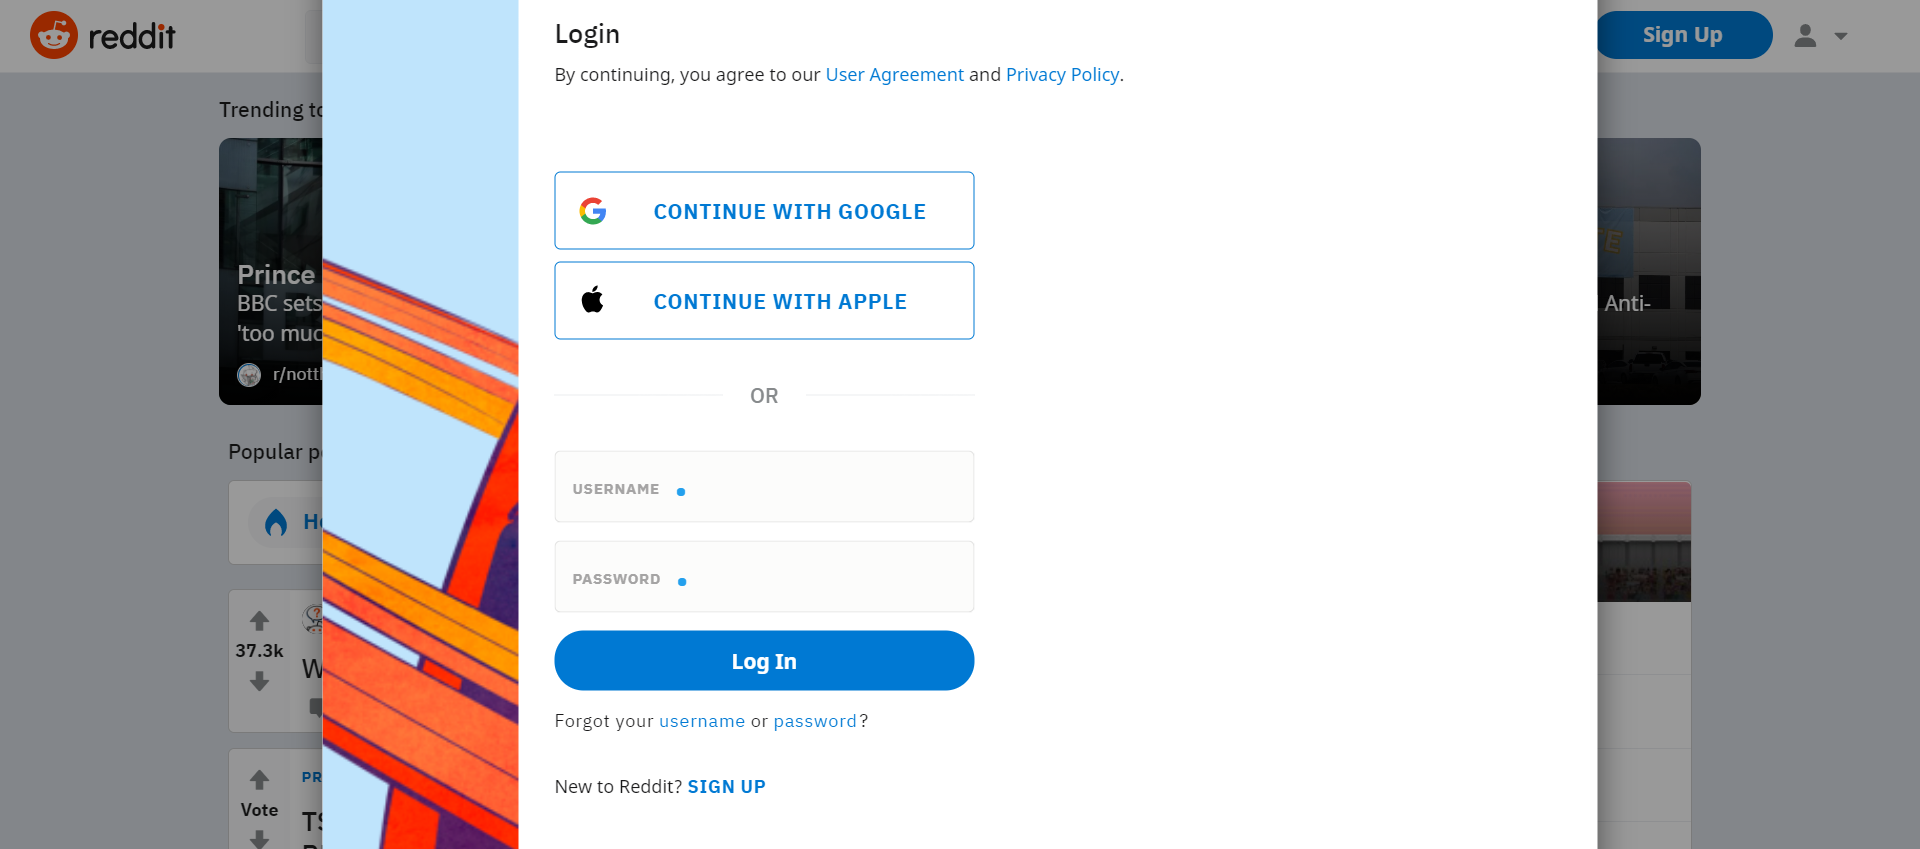 reddit
Sign Up
Trending to
Prince
BBC sets
'too muc
Anti-
Popular p
37.3k
W
PR
Vote
TS
Login
By continuing, you agree to our User Agreement and Privacy Policy.
CONTINUE WITH GOOGLE
CONTINUE WITH APPLE
OR
USERNAME
PASSWORD
Log In
Forgot your username or password?
New to Reddit? SIGN UP